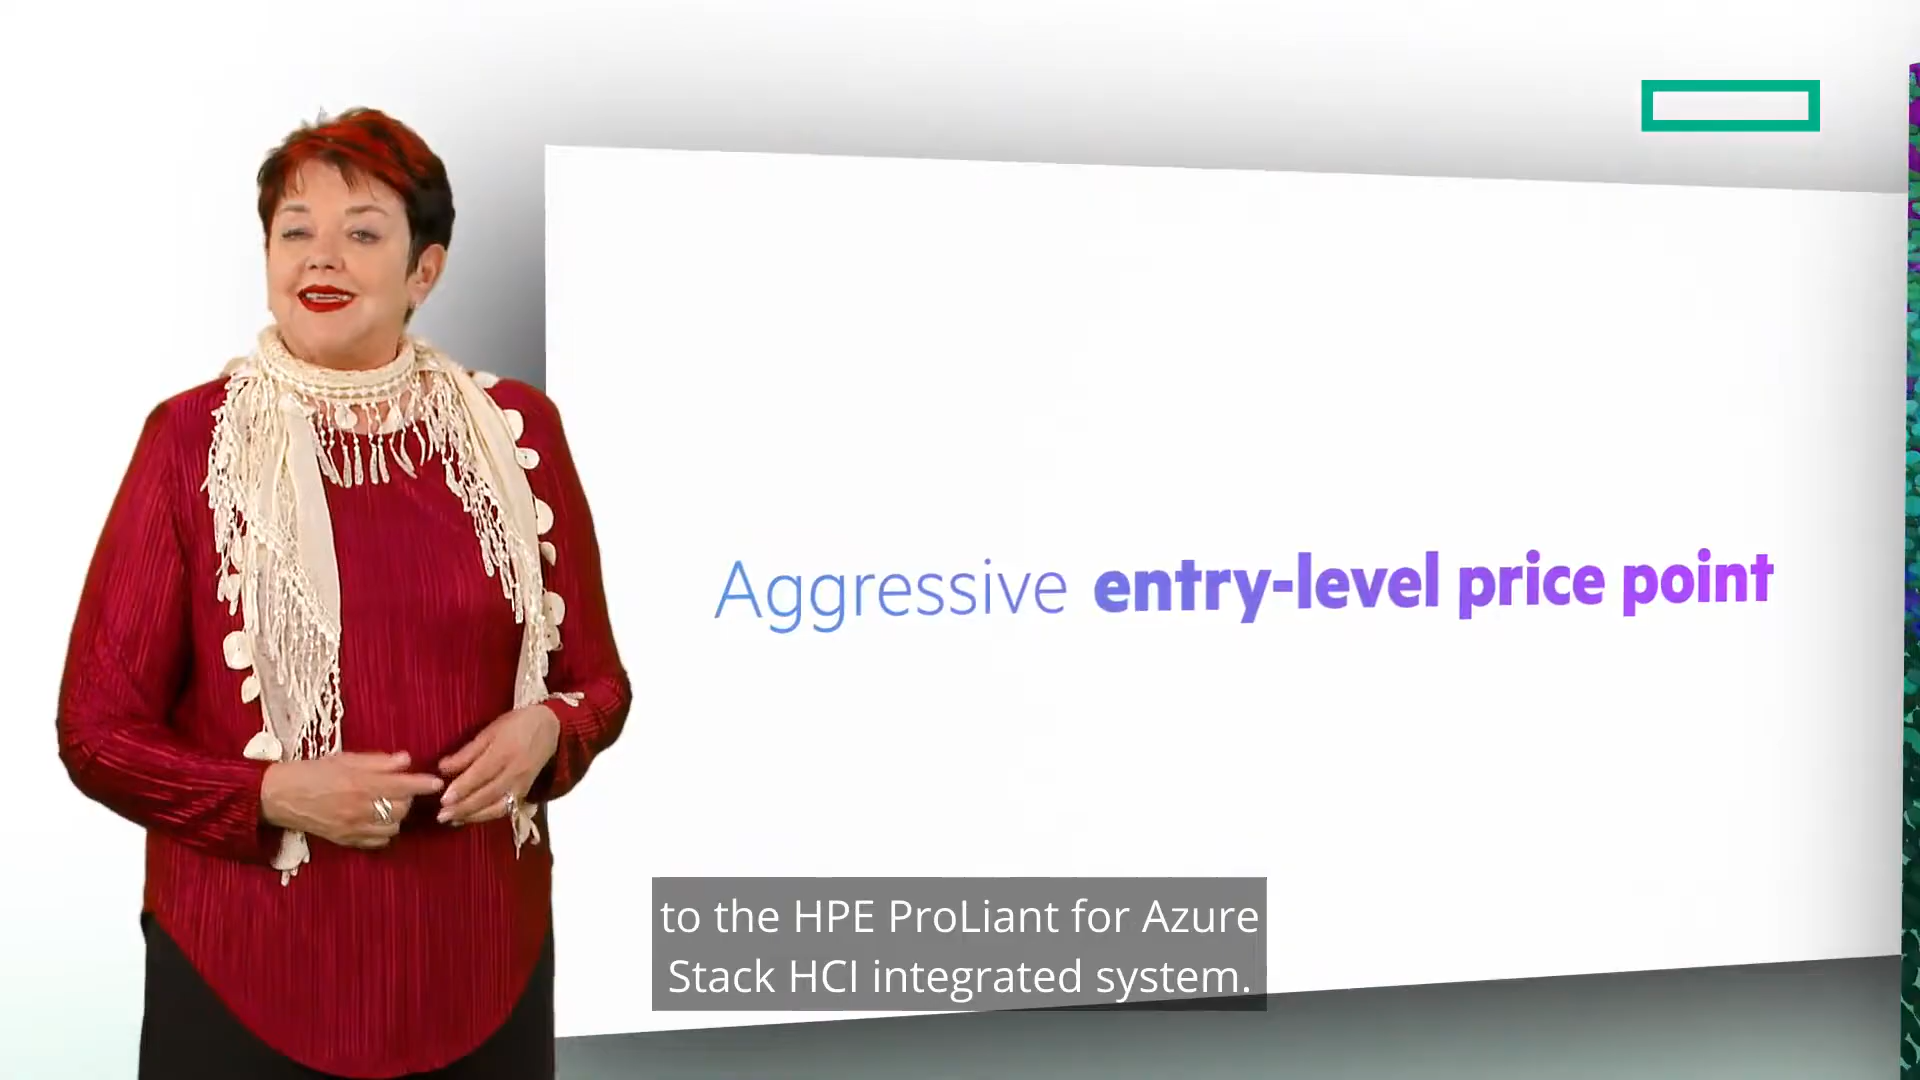 Aggressive entry-level price point
to the HPE ProLiant for Azure
Stack HCI integrated system.